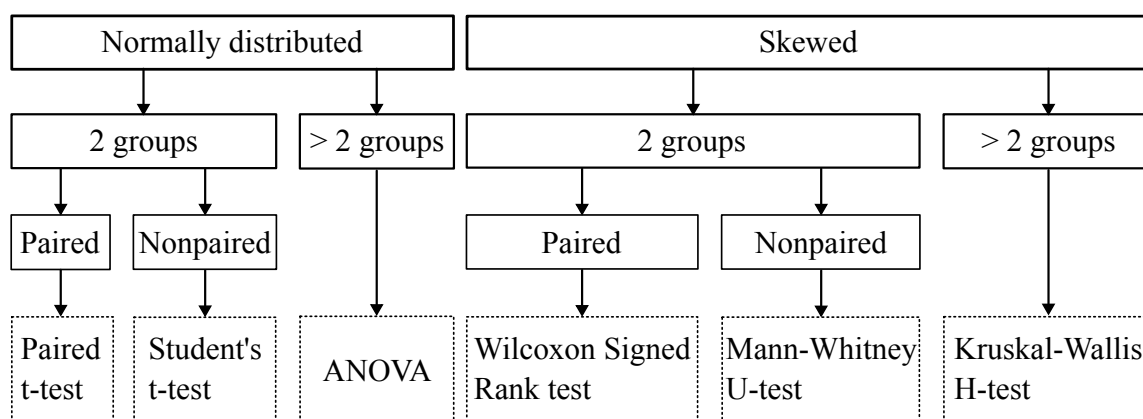 Normally distributed
Skewed
2 groups
> 2 groups
2 groups
> 2 groups
Paired
Nonpaired
Paired
Nonpaired
Paired
t-test
Student's
t-test
ANOVA
Wilcoxon Signed
Rank test
Mann-Whitney
U-test
Kruskal-Wallis
H-test